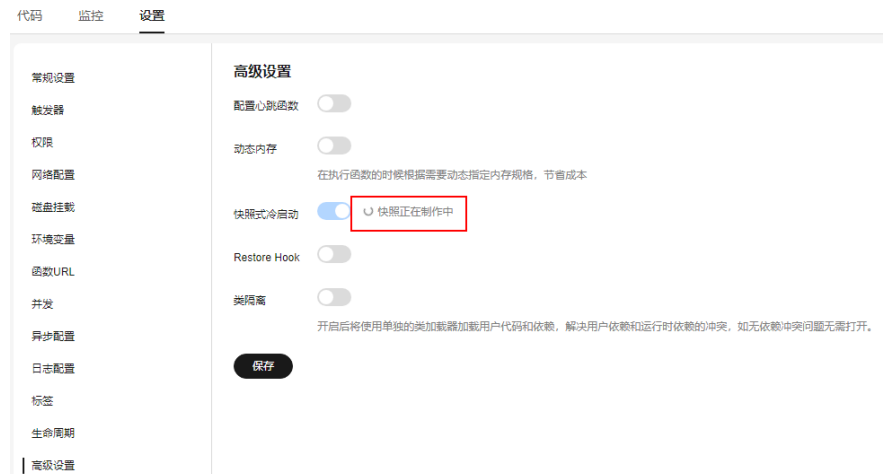 代码 监控 设置
常规设置
触发器
权限
网络配置
磁盘挂载
环境变量
函数URL
并发
异步配置
日志配置
标签
生命周期
高级设置
高级设置
配置心跳函数
动态内存
在执行函数的时候根据需要动态指定内存规格，节省成本
快照式冷启动 快照正在制作中
Restore Hook
类隔离
开启后将使用单独的类加载器加载用户代码和依赖，解决用户依赖和运行时依赖的冲突，如无依赖冲突问题无需打开。
保存